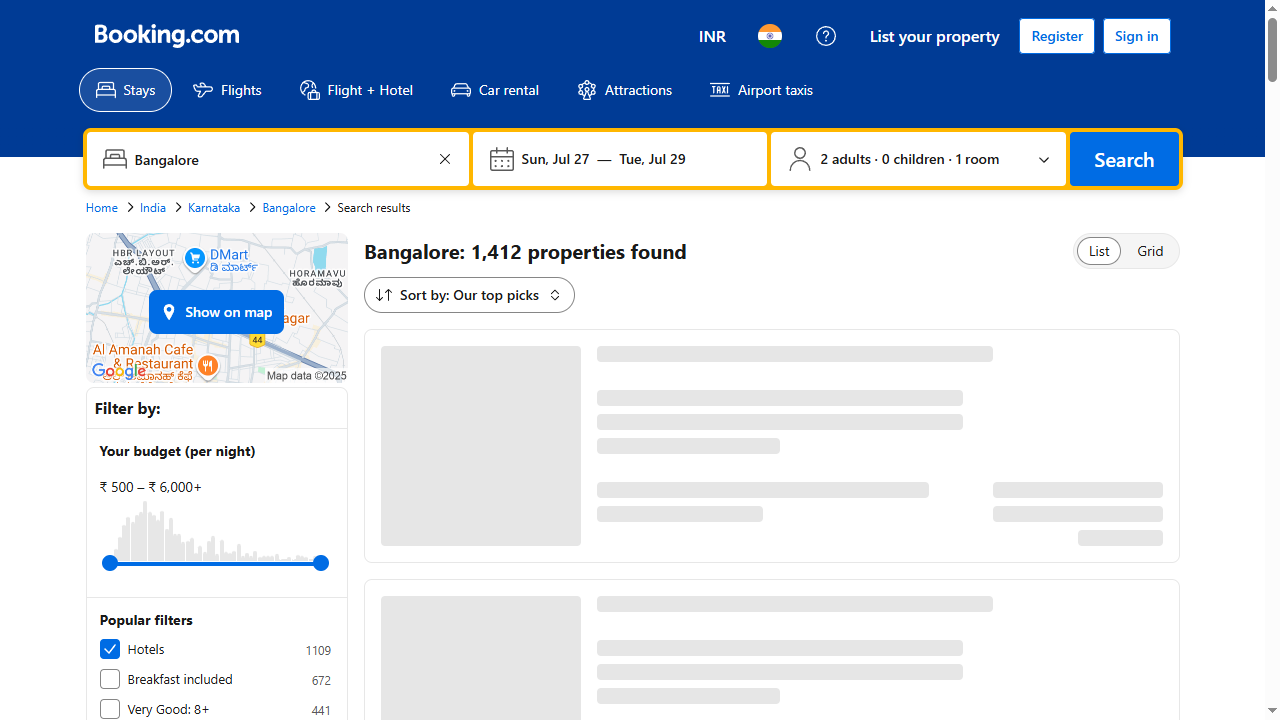 Booking.com
INR
List your property
Register
Sign in
Stays
Flights
Flight + Hotel
Car rental
Attractions
TAXI
Airport taxis
Bangalore
Sun, Jul 27 — Tue, Jul 29
2 adults · 0 children · 1 room
Search
Home
India
Karnataka
Bangalore
Search results
HBR LAYOUT
ಎಚ್.ಬಿ.ಆರ್.
ಲೇಯೌಟ್
DMart
ಡಿ ಮಾರ್ಟ್
HORAMAVU
ಹೊರಮಾವು
Show on map
agar
44
Al Amanah Cafe
& Restaurant
Google
Map data ©2025
Bangalore: 1,412 properties found
List
Grid
Sort by: Our top picks
Filter by:
Your budget (per night)
₹ 500 – ₹ 6,000+
Popular filters
Hotels 1109
Breakfast included 672
Very Good: 8+ 441